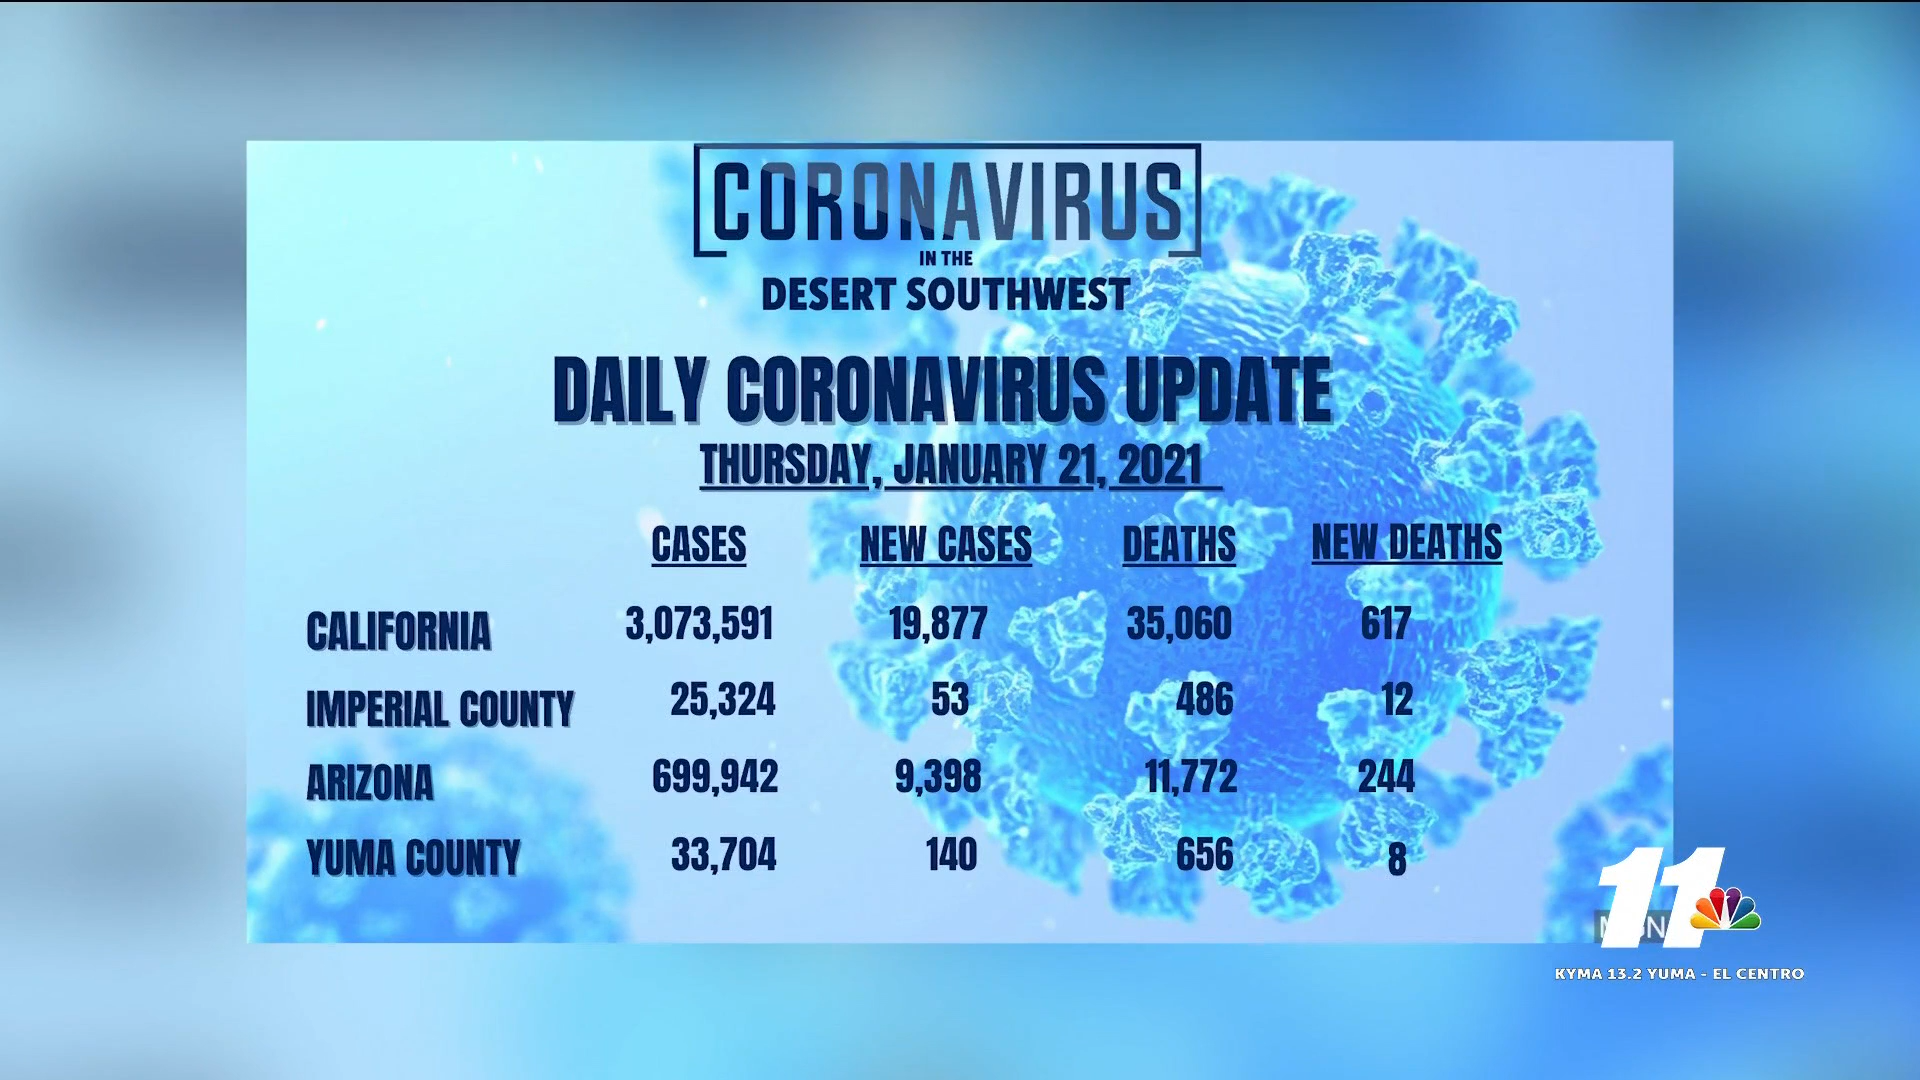 CORONAVIRUS
IN THE
DESERT SOUTHWEST
DAILY CORONAVIRUS UPDATE
THURSDAY, JANUARY 21, 2021
CASES NEW CASES DEATHS NEW DEATHS
CALIFORNIA 3,073,591 19,877 35,060 617
IMPERIAL COUNTY 25,324 53 486 12
ARIZONA 699,942 9,398 11,772 244
YUMA COUNTY 33,704 140 656 8
11
KYMA 13.2 YUMA - EL CENTRO